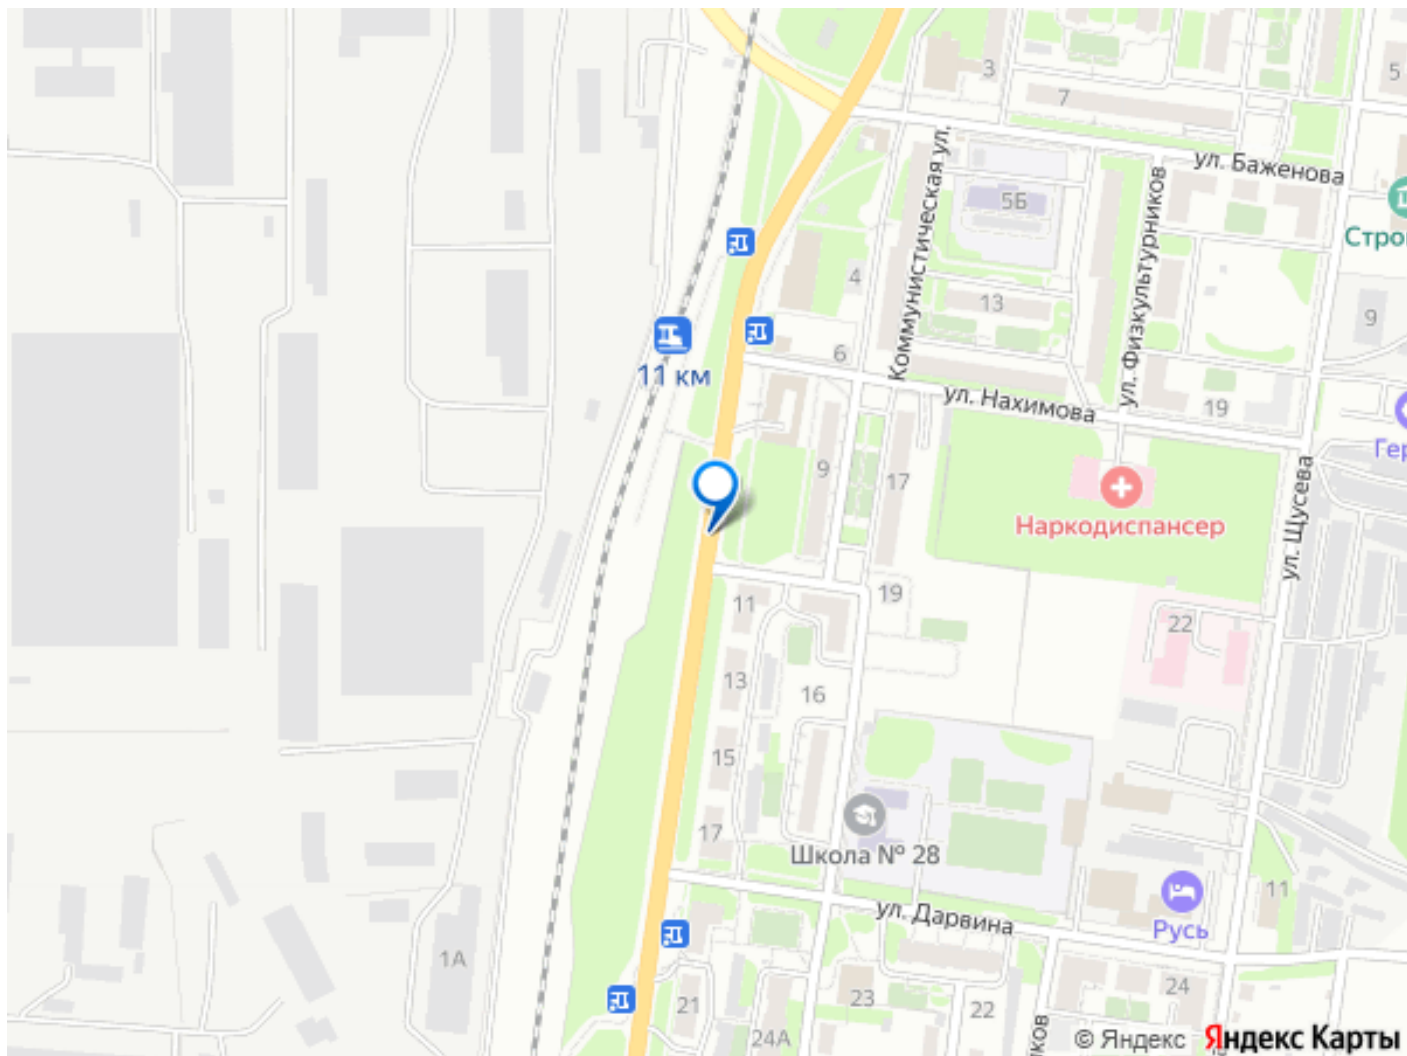 3
7
5
ул. Баженова
5Б
Коммунистическая ул.
ул. Физкультурников
Стро
4
13
9
6
11 км
ул. Нахимова
19
Гер
9
17
Наркодиспансер
ул. Щусева
11
19
22
13
16
15
17
Школа № 28
11
ул. Дарвина
Русь
1А
21
23
22
24
24А
ков
© Яндекс Яндекс Карты